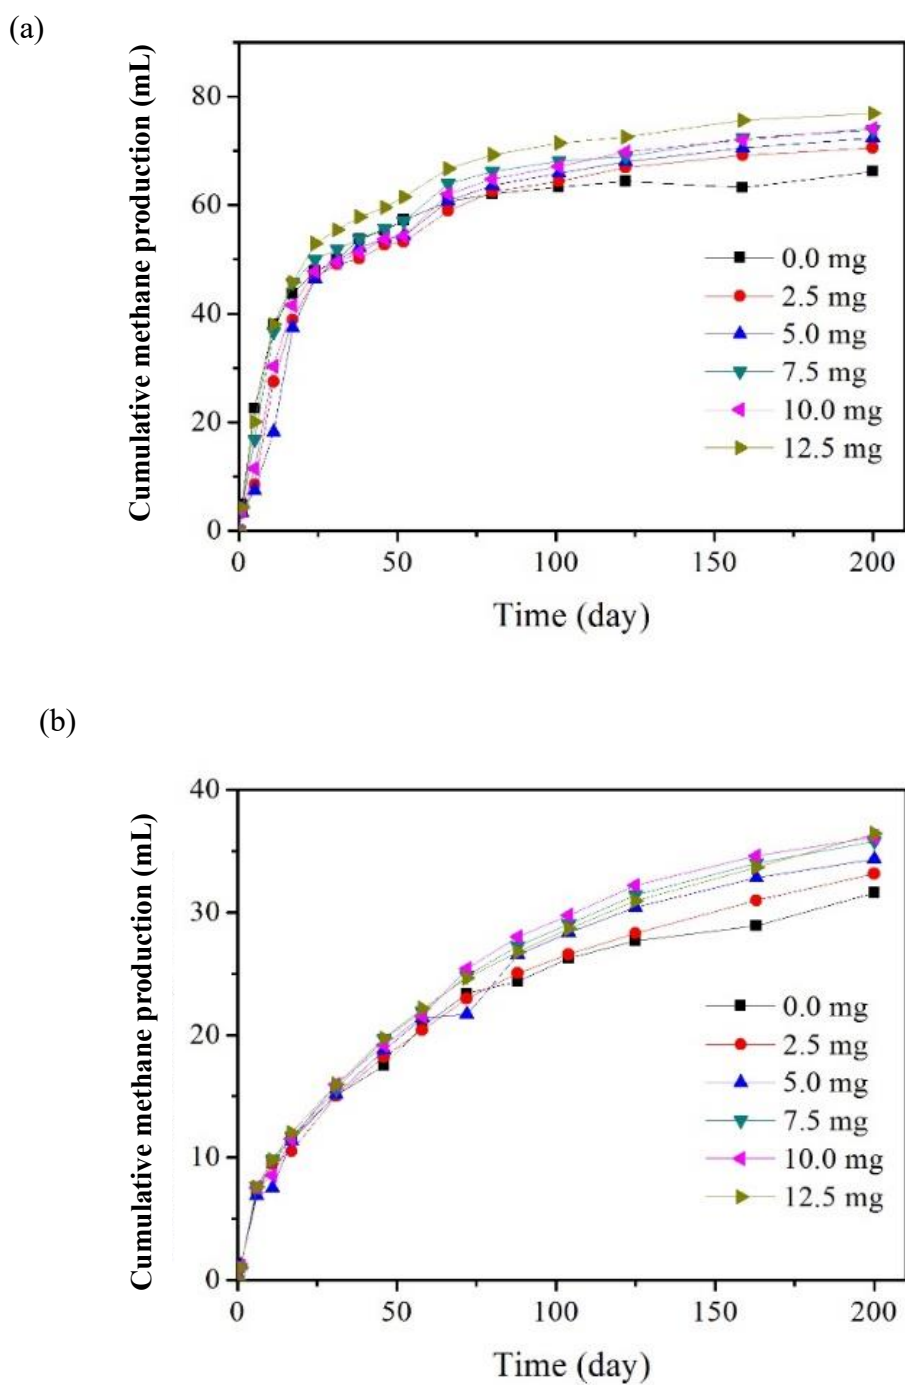 (a)
Cumulative methane production (mL)
80
60
40
20
0
0.0 mg
2.5 mg
5.0 mg
7.5 mg
10.0 mg
12.5 mg
0 50 100 150 200
Time (day)
(b)
Cumulative methane production (mL)
40
30
20
10
0
0.0 mg
2.5 mg
5.0 mg
7.5 mg
10.0 mg
12.5 mg
0 50 100 150 200
Time (day)